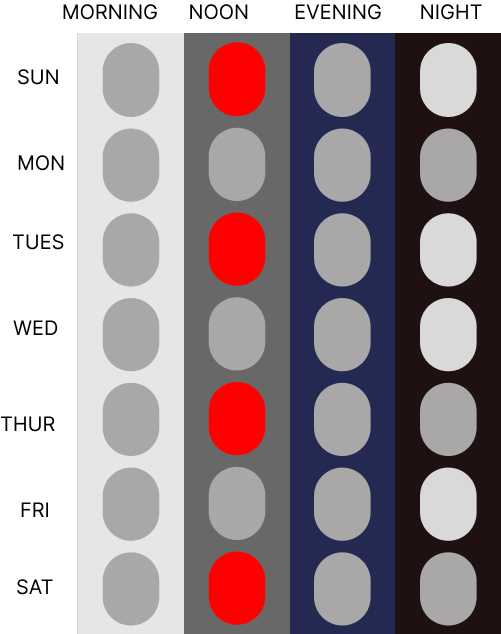 MORNING NOON EVENING NIGHT
SUN
MON
TUES
WED
THUR
FRI
SAT